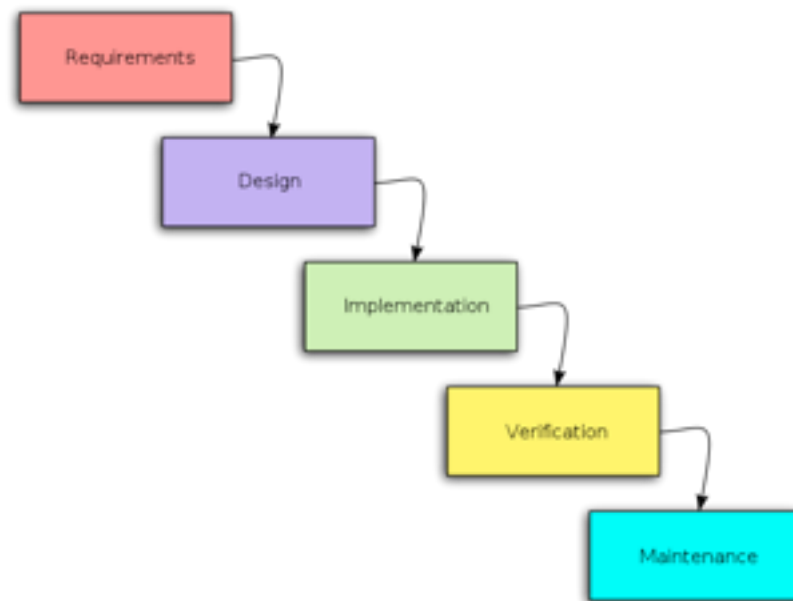 Requirements
Design
Implementation
Verification
Maintenance